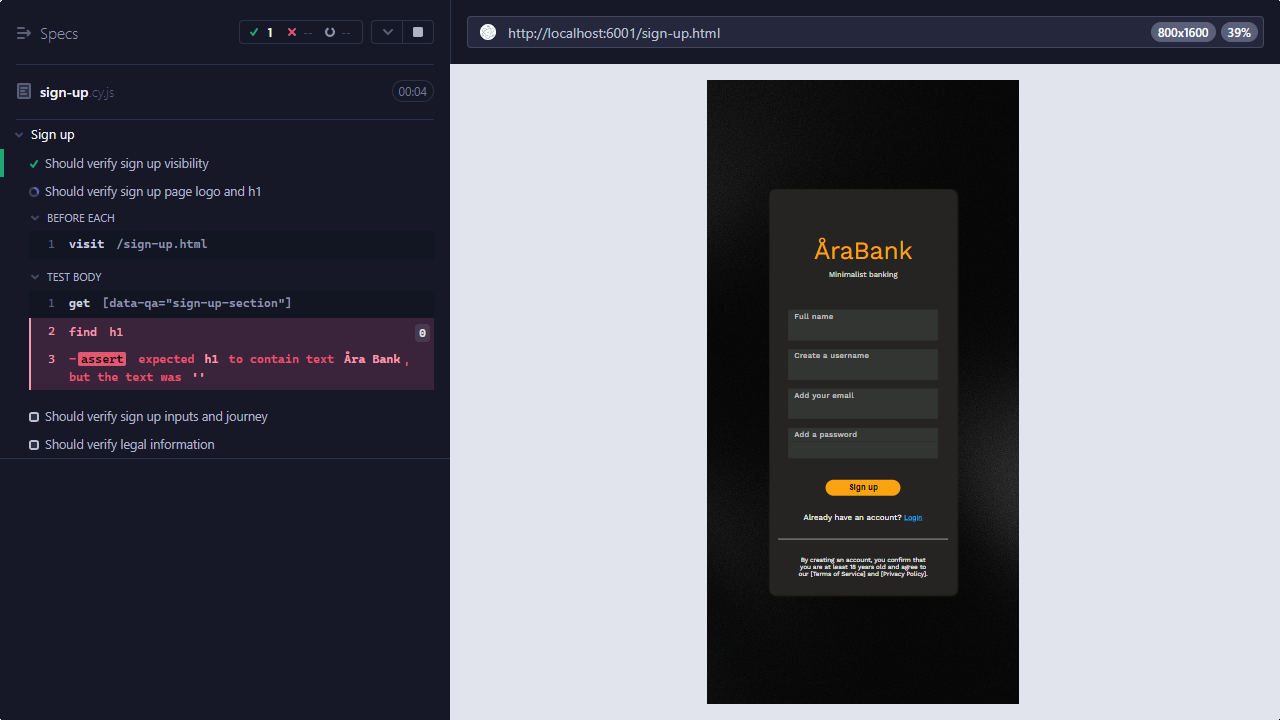 Specs
1 -- --
sign-up.cy.js 00:04
Sign up
Should verify sign up visibility
Should verify sign up page logo and h1
BEFORE EACH
1 visit /sign-up.html
TEST BODY
1 get [data-qa="sign-up-section"]
2 find h1 0
3 -assert expected h1 to contain text Åra Bank,
but the text was ''
Should verify sign up inputs and journey
Should verify legal information
http://localhost:6001/sign-up.html 800x1600 39%
ÅraBank
Minimalist banking
Full name
Create a username
Add your email
Add a password
Sign up
Already have an account? Login
By creating an account, you confirm that
you are at least 18 years old and agree to
our [Terms of Service] and [Privacy Policy].